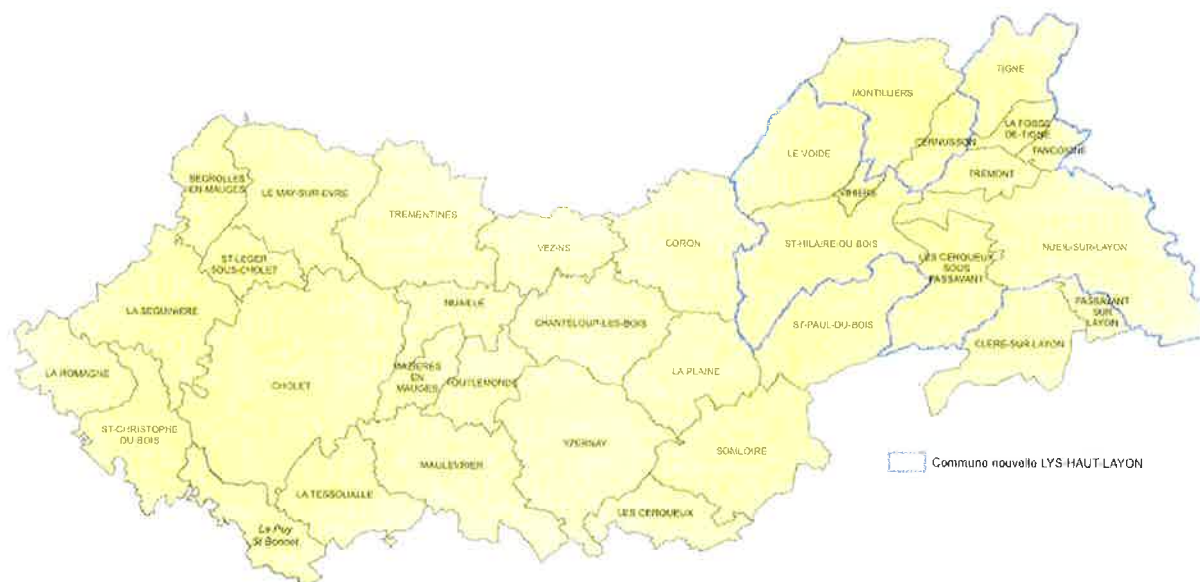 TIGNE
MONTILLIERS
LA FOSSE
DE-TIGNE
CERNUSSON
TANCOIGNE
LE VOIDE
TREMONT
BEGROLLES
EN-MAUGES
LE MAY-SUR-EVRE
VIHIERS
TREMENTINES
VEZINS
CORON
ST-HILAIRE-DU-BOIS
NUEIL-SUR-LAYON
ST-LEGER
SOUS-CHOLET
LES CERQUEUX
SOUS
PASSAVANT
LA SEGUINIERE
NUAILLE
CHANTELOUP-LES-BOIS
ST-PAUL-DU-BOIS
PASSAVANT
SUR
LAYON
CLERE-SUR-LAYON
LA ROMAGNE
CHOLET
MAZIERES
EN
MAUGES
TOUTLEMONDE
LA PLAINE
ST-CHRISTOPHE
DU-BOIS
YZERNAY
SOMLOIRE
MAULEVRIER
Commune nouvelle LYS-HAUT-LAYON
LA TESSOUALLE
LES CERQUEUX
Le Puy
St Bonnet